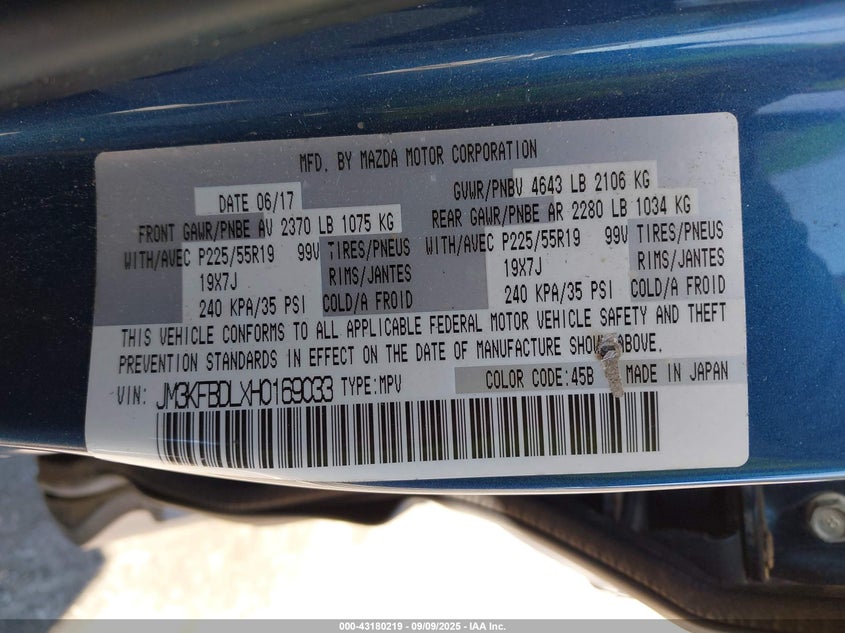 MFD. BY MAZDA MOTOR CORPORATION
DATE 06/17 GVWR/PNBV 4643 LB 2106 KG
FRONT GAWR/PNBE AV 2370 LB 1075 KG REAR GAWR/PNBE AR 2280 LB 1034 KG
WITH/AVEC P225/55R19 99V TIRES/PNEUS WITH/AVEC P225/55R19 99V TIRES/PNEUS
19X7J RIMS/JANTES 19X7J RIMS/JANTES
240 KPA/35 PSI COLD/A FROID 240 KPA/35 PSI COLD/A FROID
THIS VEHICLE CONFORMS TO ALL APPLICABLE FEDERAL MOTOR VEHICLE SAFETY AND THEFT
PREVENTION STANDARDS IN EFFECT ON THE DATE OF MANUFACTURE SHOWN ABOVE.
VIN: JM3KFBDLXH0169033 TYPE:MPV COLOR CODE:45B MADE IN JAPAN
000-43180219 - 09/09/2025 - IAA Inc.